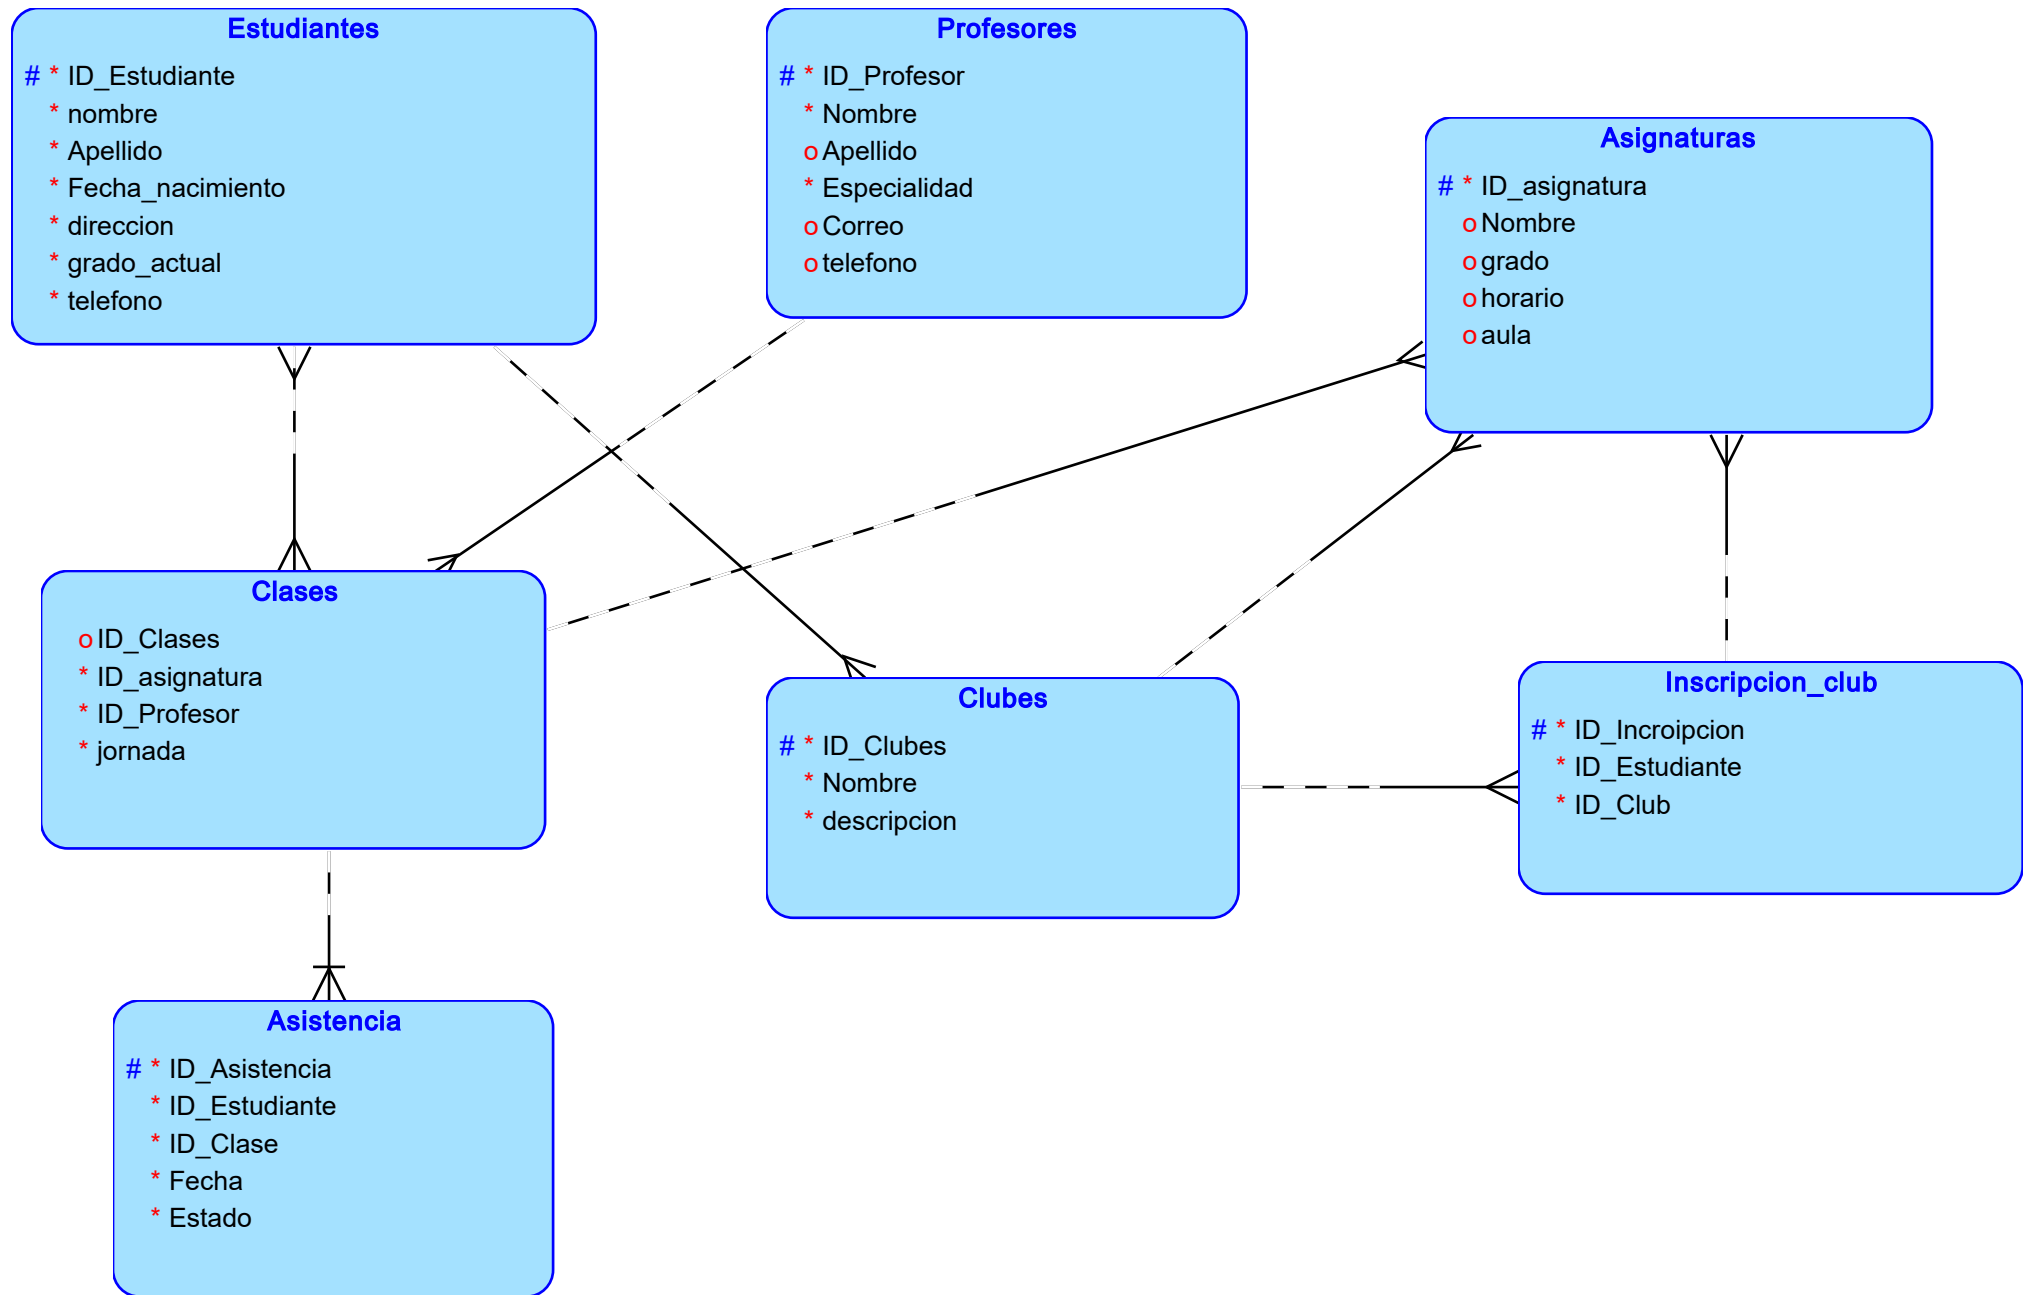 Estudiantes
# * ID_Estudiante
* nombre
* Apellido
* Fecha_nacimiento
* direccion
* grado_actual
* telefono
Profesores
# * ID_Profesor
* Nombre
o Apellido
* Especialidad
o Correo
o telefono
Asignaturas
# * ID_asignatura
o Nombre
o grado
o horario
o aula
Clases
o ID_Clases
* ID_asignatura
* ID_Profesor
* jornada
Clubes
# * ID_Clubes
* Nombre
* descripcion
Inscripcion_club
# * ID_Incroipcion
* ID_Estudiante
* ID_Club
Asistencia
# * ID_Asistencia
* ID_Estudiante
* ID_Clase
* Fecha
* Estado